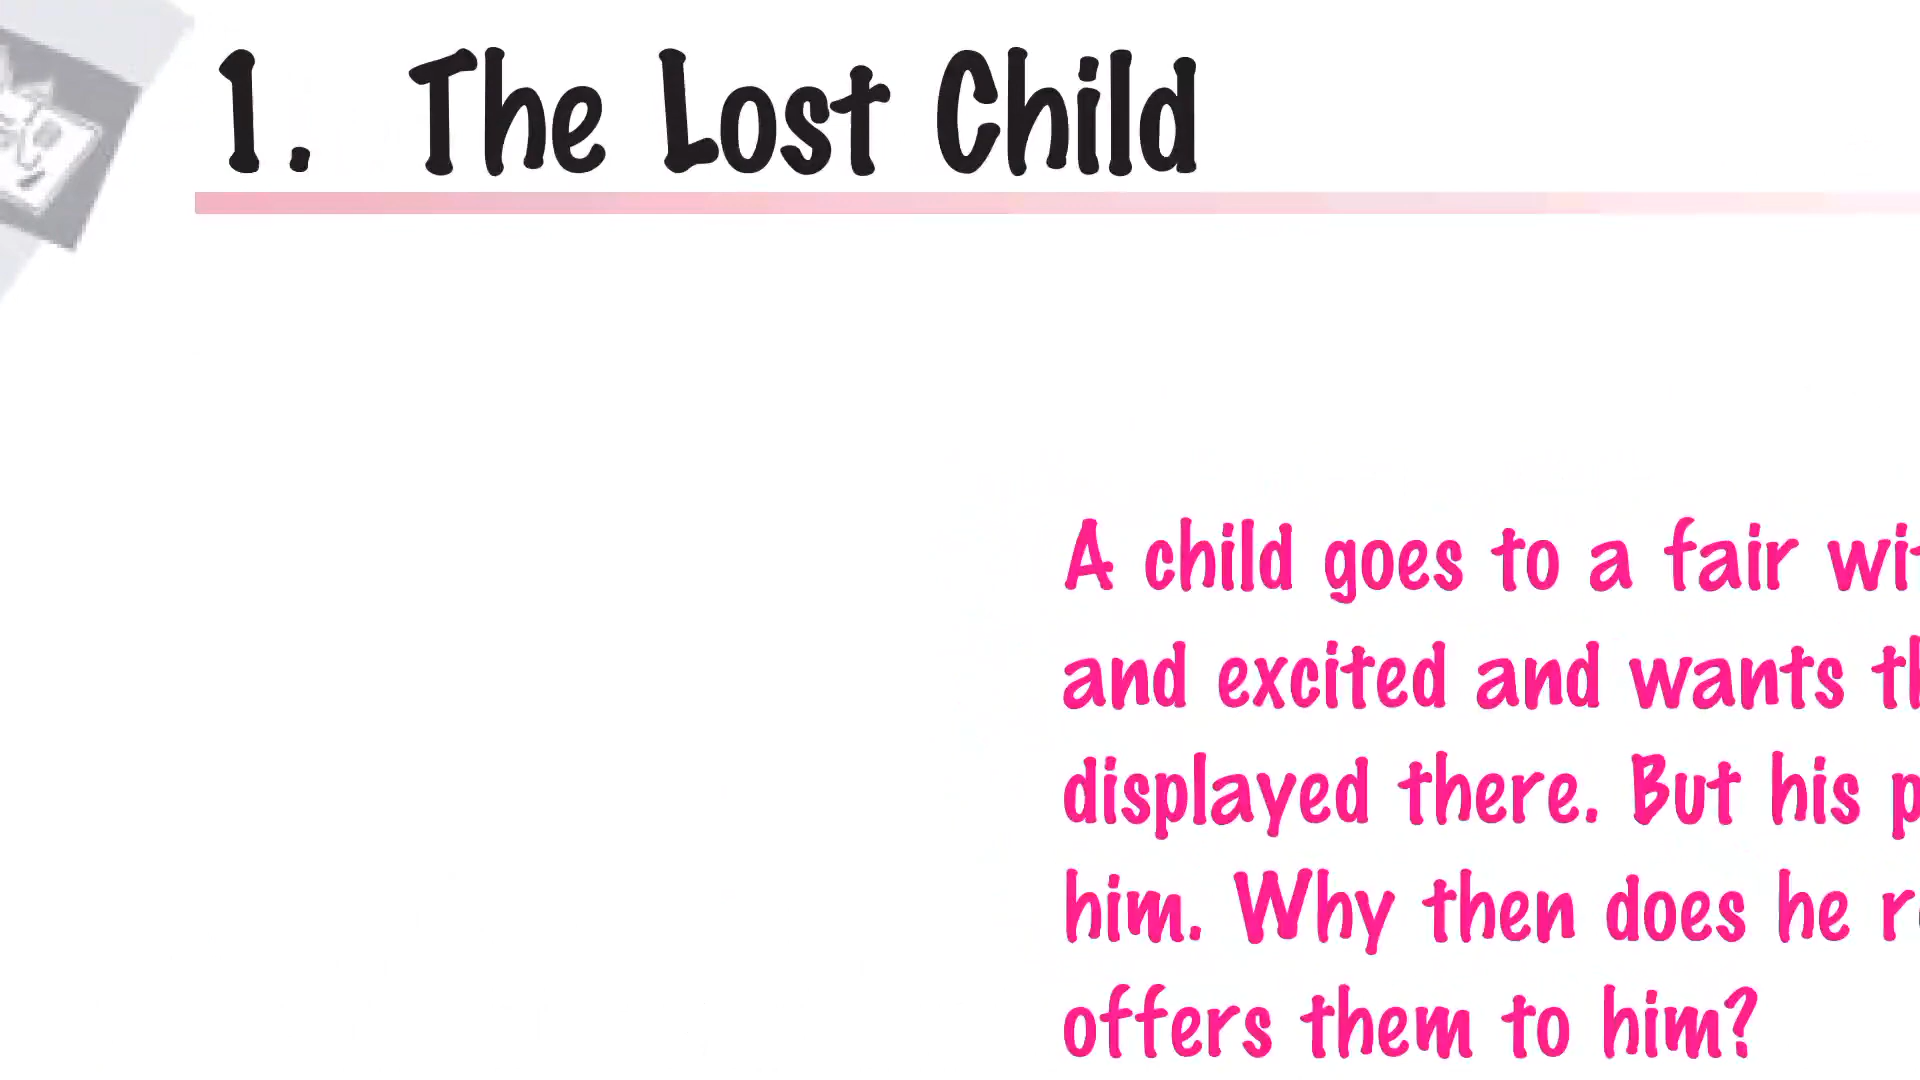 1. The Lost Child
A child goes to a fair
and excited and wants
displayed there. But his
him. Why then does he
offers them to him?